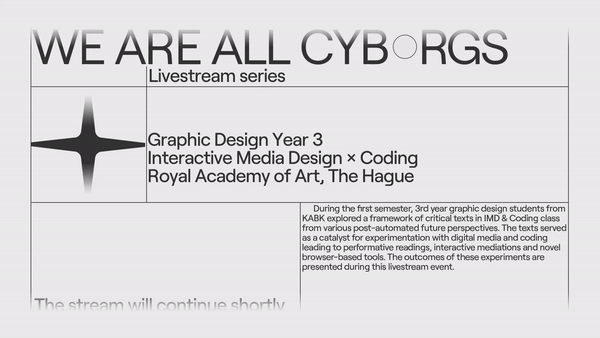 WE ARE ALL CYBORGS
Livestream series
Graphic Design Year 3
Interactive Media Design × Coding
Royal Academy of Art, The Hague
During the first semester, 3rd year graphic design students from
KABK explored a framework of critical texts in IMD & Coding class
from various post-automated future perspectives. The texts served
as a catalyst for experimentation with digital media and coding
leading to performative readings, interactive mediations and novel
browser-based tools. The outcomes of these experiments are
presented during this livestream event.
The stream will continue shortly